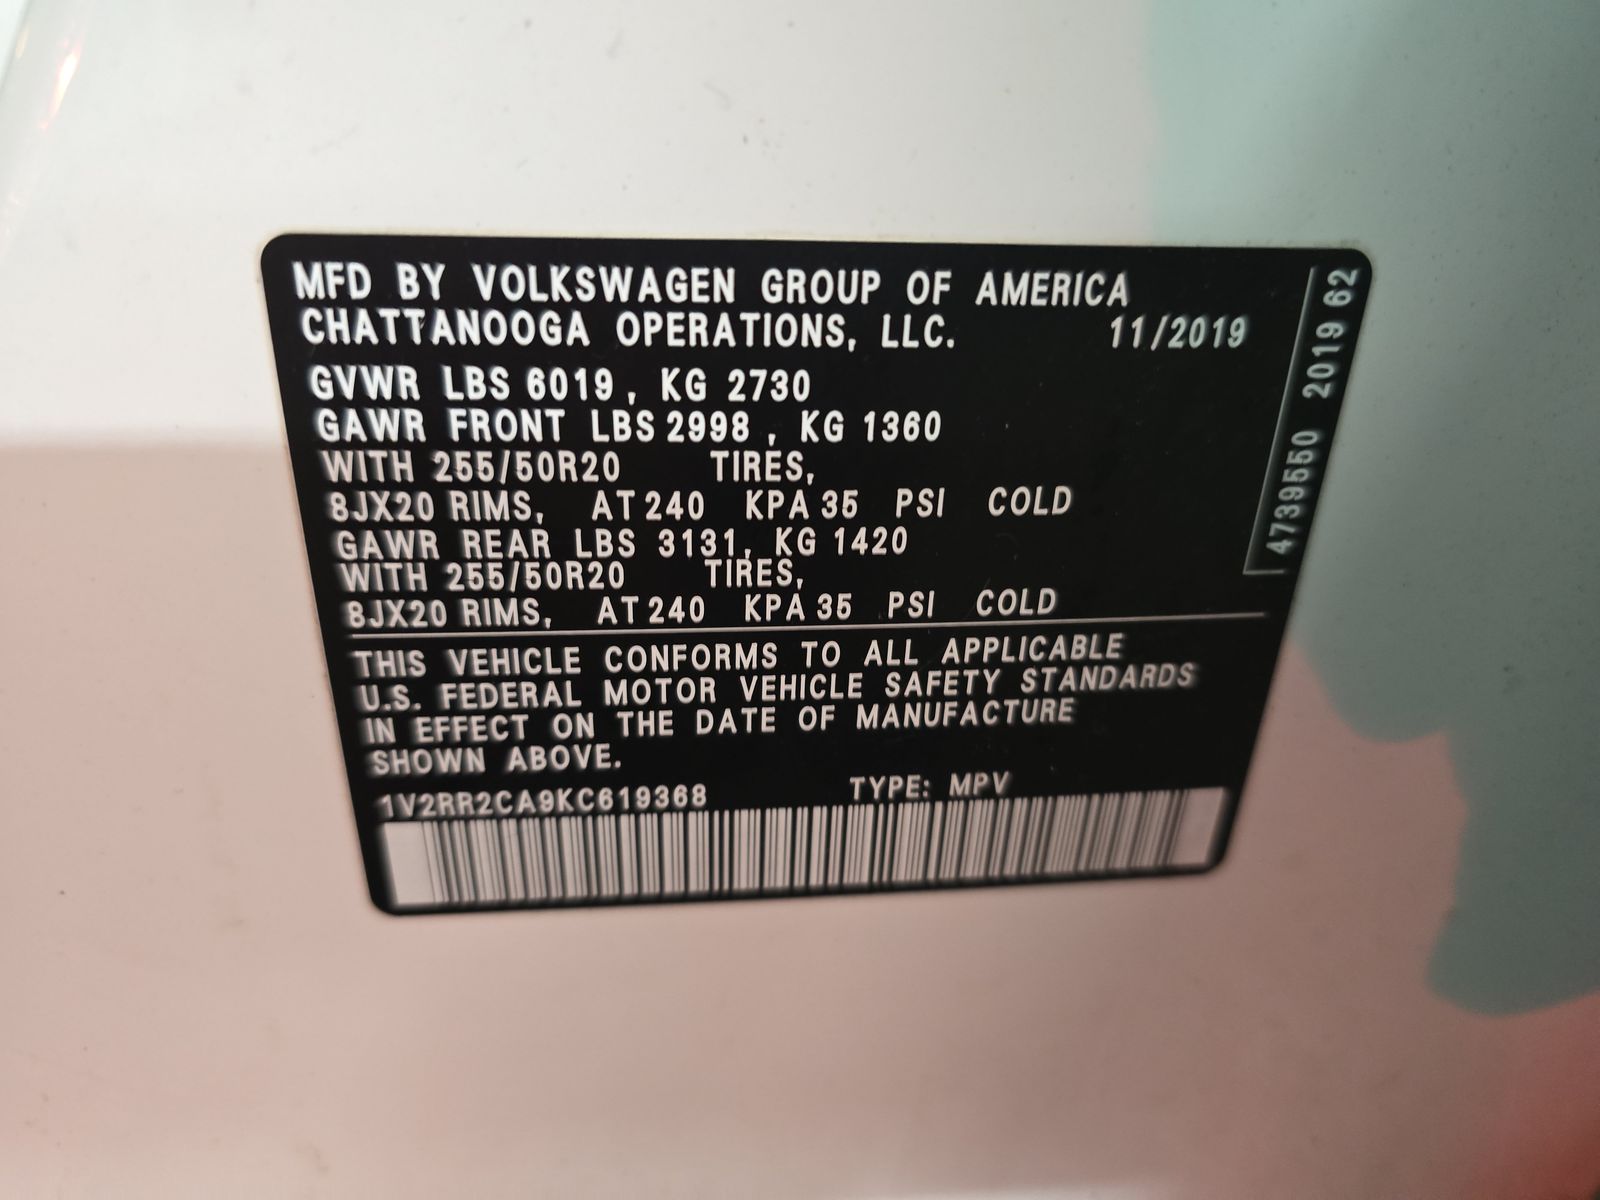 MFD BY VOLKSWAGEN GROUP OF AMERICA
CHATTANOOGA OPERATIONS, LLC. 11/2019
GVWR LBS 6019, KG 2730
GAWR FRONT LBS 2998, KG 1360
WITH 255/50R20 TIRES,
8JX20 RIMS, AT 240 KPA 35 PSI COLD
GAWR REAR LBS 3131, KG 1420
WITH 255/50R20 TIRES,
8JX20 RIMS, AT 240 KPA 35 PSI COLD
THIS VEHICLE CONFORMS TO ALL APPLICABLE
U.S. FEDERAL MOTOR VEHICLE SAFETY STANDARDS
IN EFFECT ON THE DATE OF MANUFACTURE
SHOWN ABOVE.
1V2RR2CA9KC619368 TYPE: MPV
4739550 2019 62